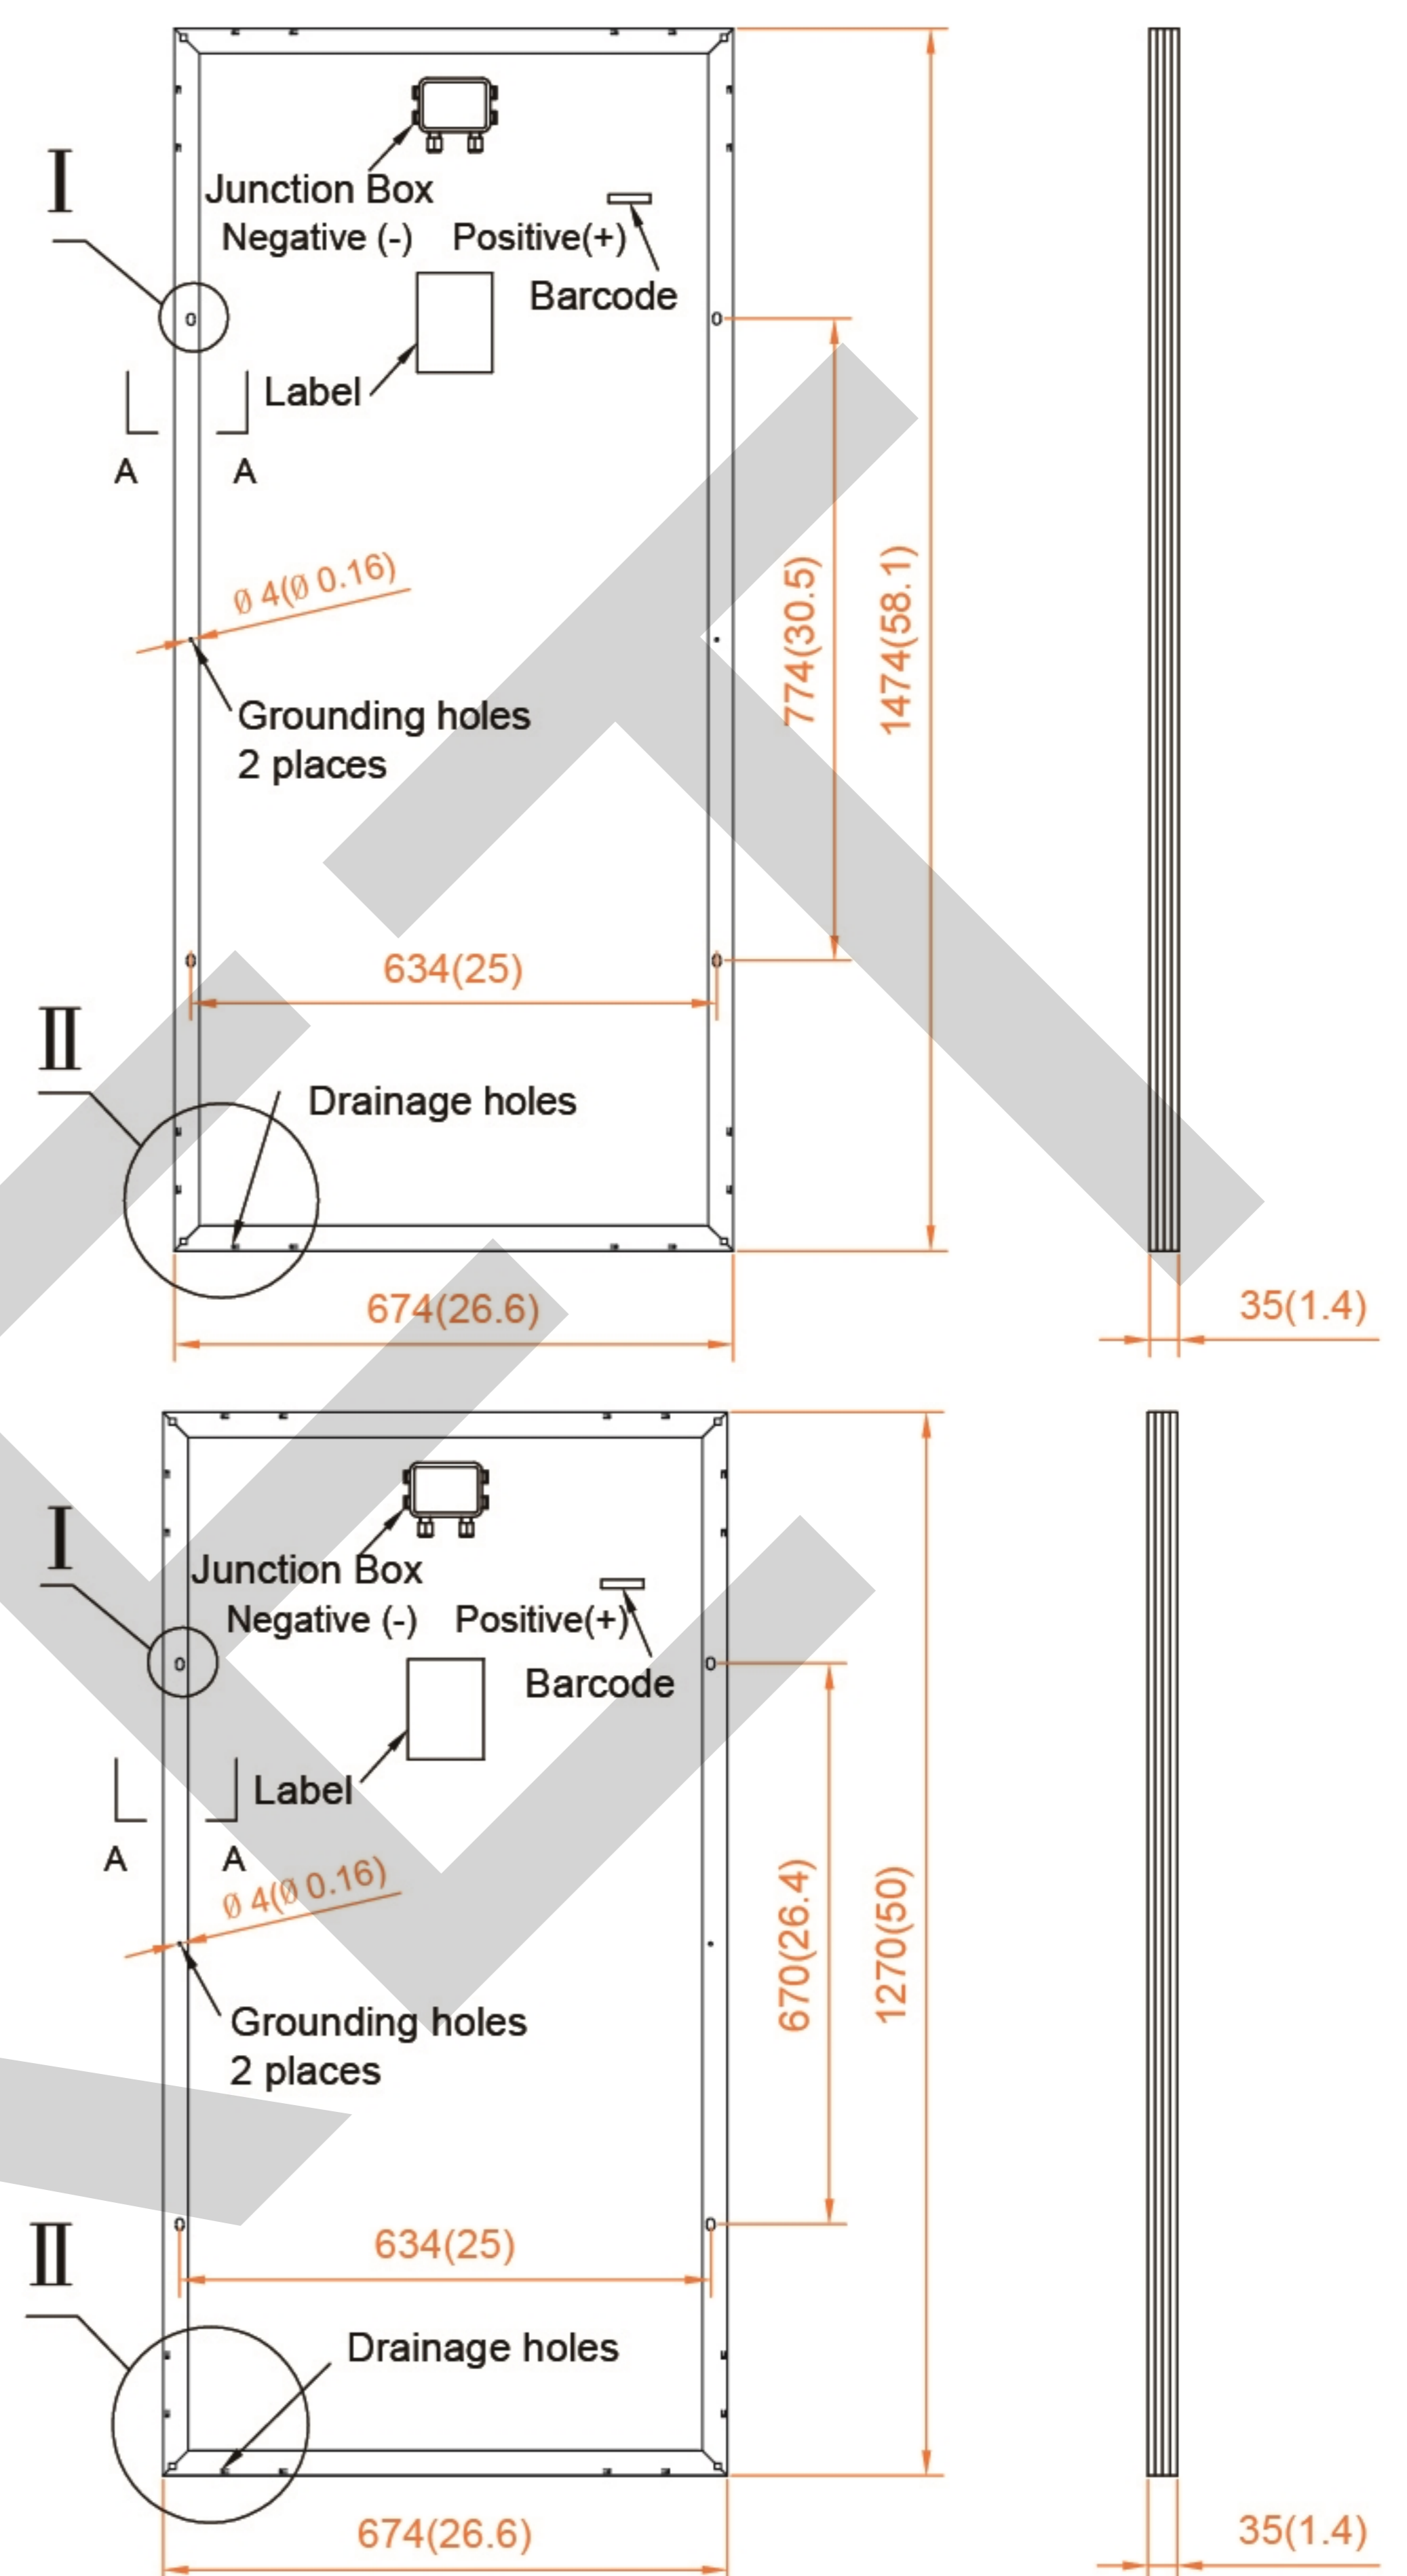 I
Junction Box
Negative (-) Positive(+)
Barcode
Label
A A
Ø 4(Ø 0.16)
774(30.5)
1474(58.1)
Grounding holes
2 places
634(25)
II
Drainage holes
674(26.6)
35(1.4)
I
Junction Box
Negative (-) Positive(+)
Barcode
Label
A A
Ø 4(Ø 0.16)
670(26.4)
1270(50)
Grounding holes
2 places
634(25)
II
Drainage holes
674(26.6)
35(1.4)